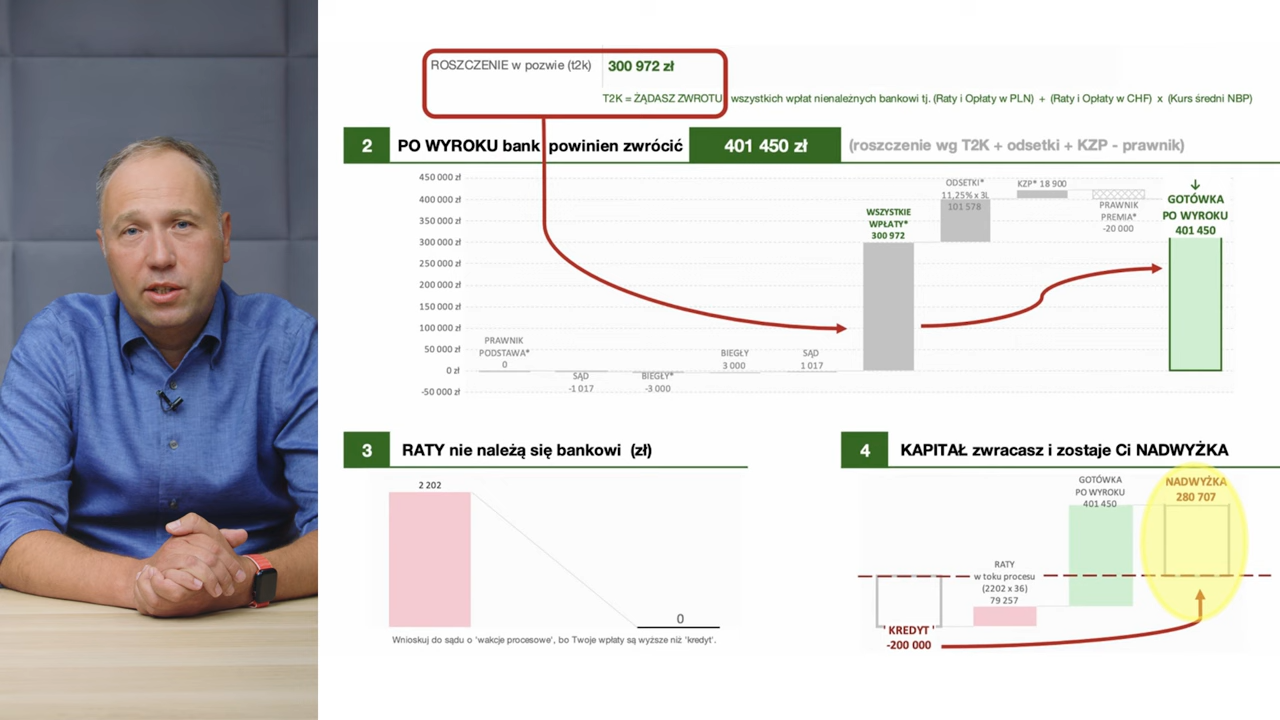 ROSZCZENIE w pozwie (t2k) 300 972 zł
T2K = ŻĄDASZ ZWROTU wszystkich wpłat nienależnych bankowi tj. (Raty i Opłaty w PLN) + (Raty i Opłaty w CHF) x (Kurs średni NBP)
2 PO WYROKU bank powinien zwrócić 401 450 zł (roszczenie wg T2K + odsetki + KZP - prawnik)
450 000 zł
400 000 zł
350 000 zł
300 000 zł
250 000 zł
200 000 zł
150 000 zł
100 000 zł
50 000 zł
0 zł
-50 000 zł
PRAWNIK
PODSTAWA*
0
SĄD
-1 017
BIEGŁY*
-3 000
BIEGŁY
3 000
SĄD
1 017
WSZYSTKIE
WPŁATY*
300 972
ODSETKI*
11,25% x 3L
101 578
KZP* 18 900
PRAWNIK
PREMIA*
-20 000
↓
GOTÓWKA
PO WYROKU
401 450
3 RATY nie należą się bankowi (zł)
2 202
0
Wnioskuj do sądu o 'wakcje procesowe', bo Twoje wpłaty są wyższe niż 'kredyt'.
4 KAPITAŁ zwracasz i zostaje Ci NADWYŻKA
KREDYT
-200 000
RATY
w toku procesu
(2202 x 36)
79 257
GOTÓWKA
PO WYROKU
401 450
NADWYŻKA
280 707